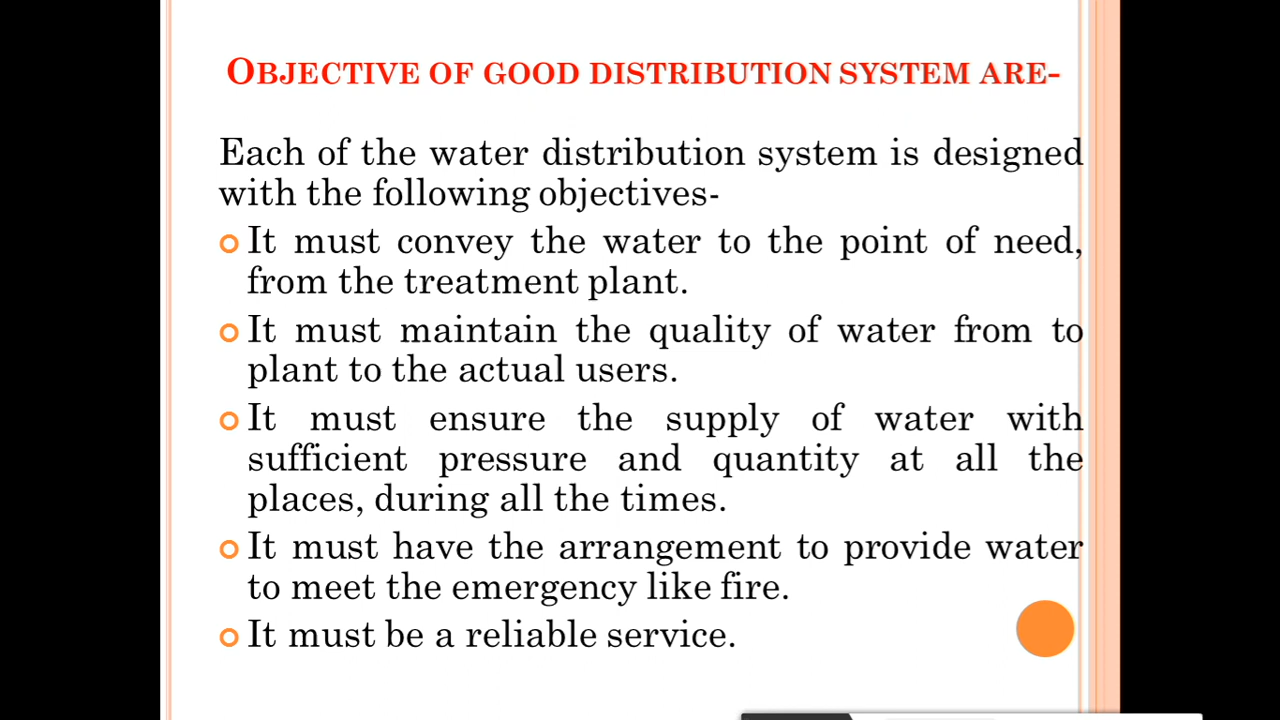 OBJECTIVE OF GOOD DISTRIBUTION SYSTEM ARE-
Each of the water distribution system is designed
with the following objectives-
It must convey the water to the point of need,
from the treatment plant.
It must maintain the quality of water from to
plant to the actual users.
It must ensure the supply of water with
sufficient pressure and quantity at all the
places, during all the times.
It must have the arrangement to provide water
to meet the emergency like fire.
It must be a reliable service.